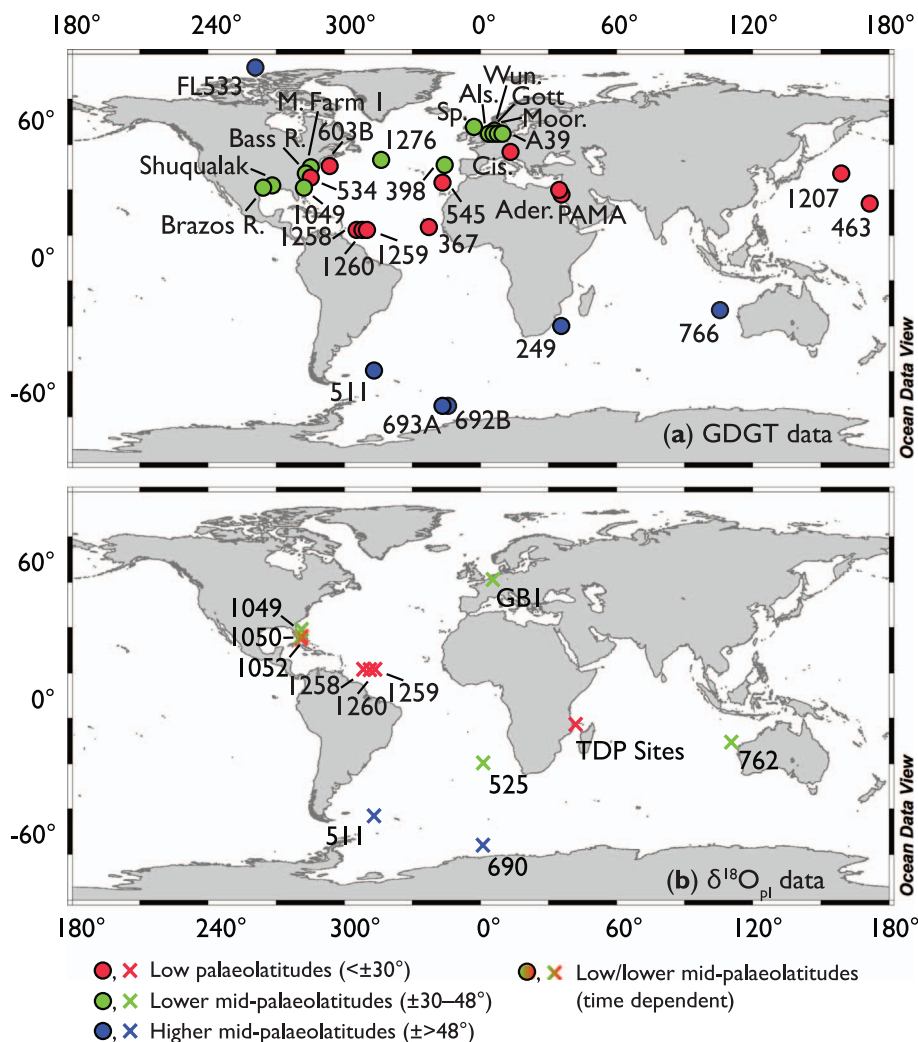 180° 240° 300° 0° 60° 120° 180°
FL533
M. Farm 1
603B
Bass R.
1276
Shuqualak
Sp.
Als.
Wun.
Gott
Moor.
A39
Cis.
398
534
545
1049
Brazos R.
1258
1260
1259
367
Ader.
PAMA
1207
463
249
766
511
693A
692B
60°
0°
-60°
(a) GDGT data
Ocean Data View
60°
0°
-60°
GB1
1049
1050
1052
1258
1260
1259
TDP Sites
762
525
511
690
(b) δ¹⁸Opl data
Ocean Data View
180° 240° 300° 0° 60° 120° 180°
, Low palaeolatitudes (<±30°)
, Lower mid-palaeolatitudes (±30–48°)
, Higher mid-palaeolatitudes (±>48°)
, Low/lower mid-palaeolatitudes
(time dependent)